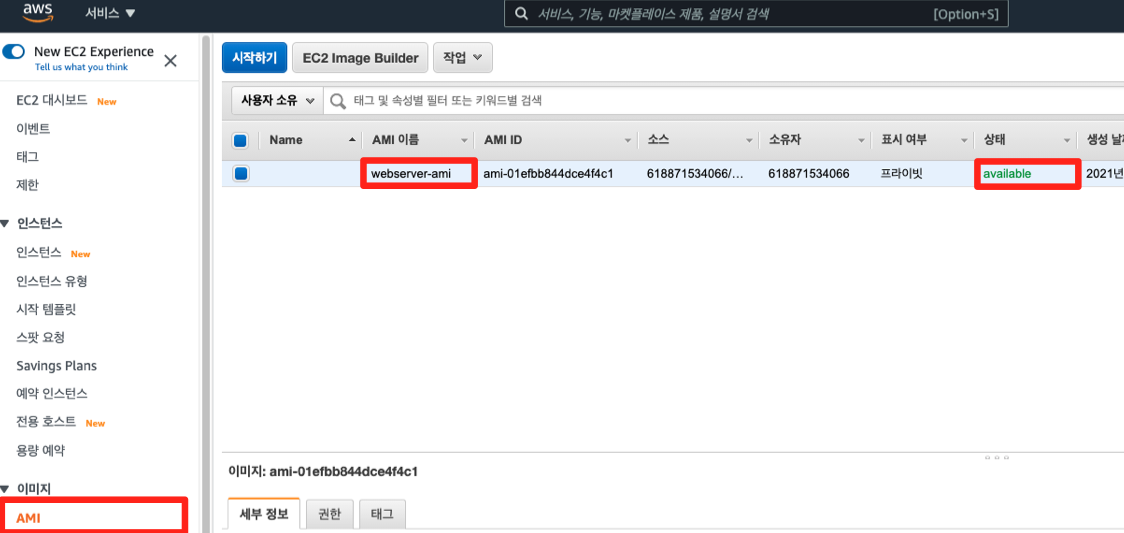 aws
서비스 ▼
서비스, 기능, 마켓플레이스 제품, 설명서 검색 [Option+S]
New EC2 Experience
Tell us what you think
EC2 대시보드 New
이벤트
태그
제한
인스턴스
인스턴스 New
인스턴스 유형
시작 템플릿
스팟 요청
Savings Plans
예약 인스턴스
전용 호스트 New
용량 예약
이미지
AMI
시작하기 EC2 Image Builder 작업
사용자 소유 태그 및 속성별 필터 또는 키워드별 검색
Name AMI 이름 AMI ID 소스 소유자 표시 여부 상태 생성 날
webserver-ami ami-01efbb844dce4f4c1 618871534066/... 618871534066 프라이빗 available 2021년
이미지: ami-01efbb844dce4f4c1
세부 정보 권한 태그